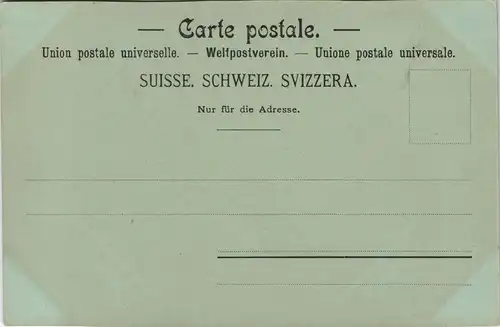 — Carte postale. —
Union postale universelle. — Weltpostverein. — Unione postale universale.
SUISSE. SCHWEIZ. SVIZZERA.
Nur für die Adresse.